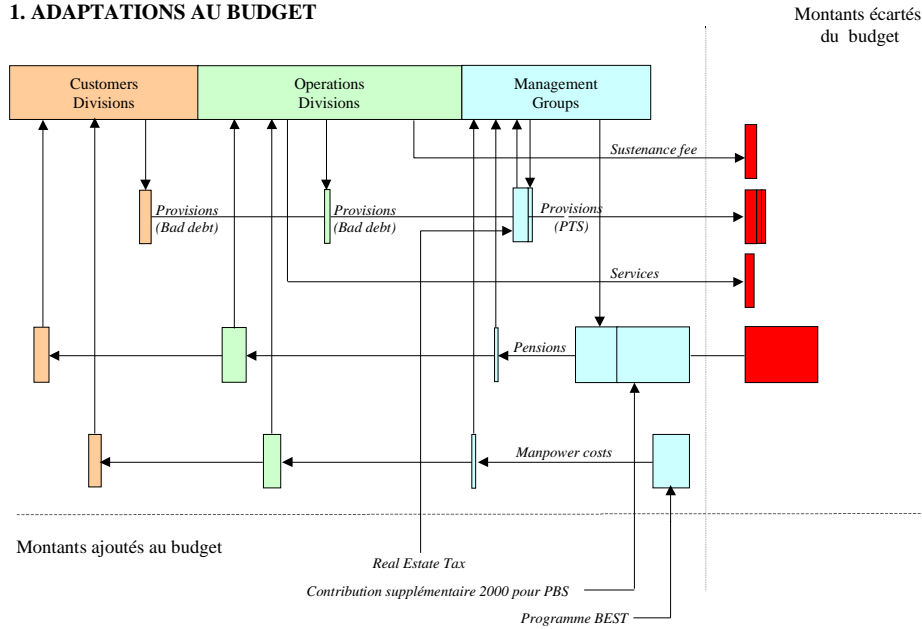 1. ADAPTATIONS AU BUDGET
Montants écartés
du budget
Customers
Divisions
Operations
Divisions
Management
Groups
Sustenance fee
Provisions
(Bad debt)
Provisions
(Bad debt)
Provisions
(PTS)
Services
Pensions
Manpower costs
Montants ajoutés au budget
Real Estate Tax
Contribution supplémentaire 2000 pour PBS
Programme BEST